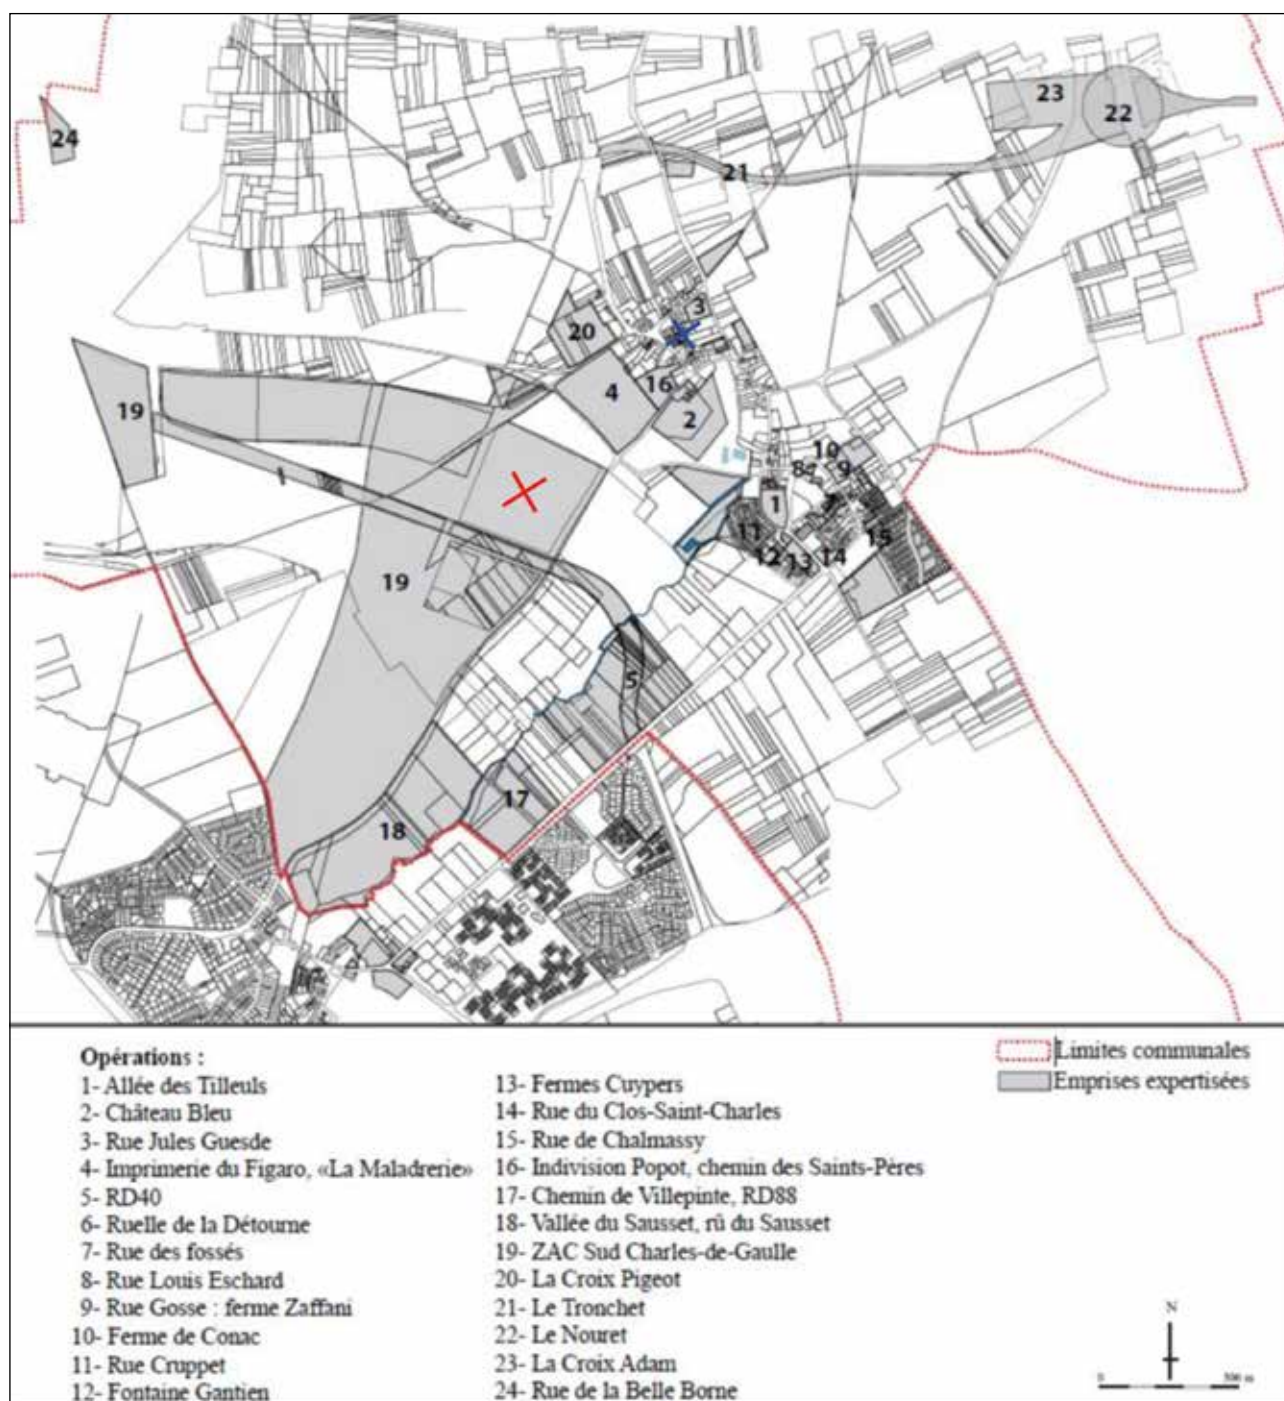 24
23
22
21
3
20
4
16
2
19
10
8
9
1
7
11
15
12
13
14
19
5
17
18
Opérations :
1- Allée des Tilleuls
2- Château Bleu
3- Rue Jules Guesde
4- Imprimerie du Figaro, «La Maladrerie»
5- RD40
6- Ruelle de la Détourne
7- Rue des fossés
8- Rue Louis Eschard
9- Rue Gosse : ferme Zaffani
10- Ferme de Conac
11- Rue Cruppet
12- Fontaine Gantien
13- Fermes Cuypers
14- Rue du Clos-Saint-Charles
15- Rue de Chalmassy
16- Indivision Popot, chemin des Saints-Pères
17- Chemin de Villepinte, RD88
18- Vallée du Sausset, rû du Sausset
19- ZAC Sud Charles-de-Gaulle
20- La Croix Pigeot
21- Le Tronchet
22- Le Nouret
23- La Croix Adam
24- Rue de la Belle Borne
Limites communales
Emprises expertisées
N
0 500 m